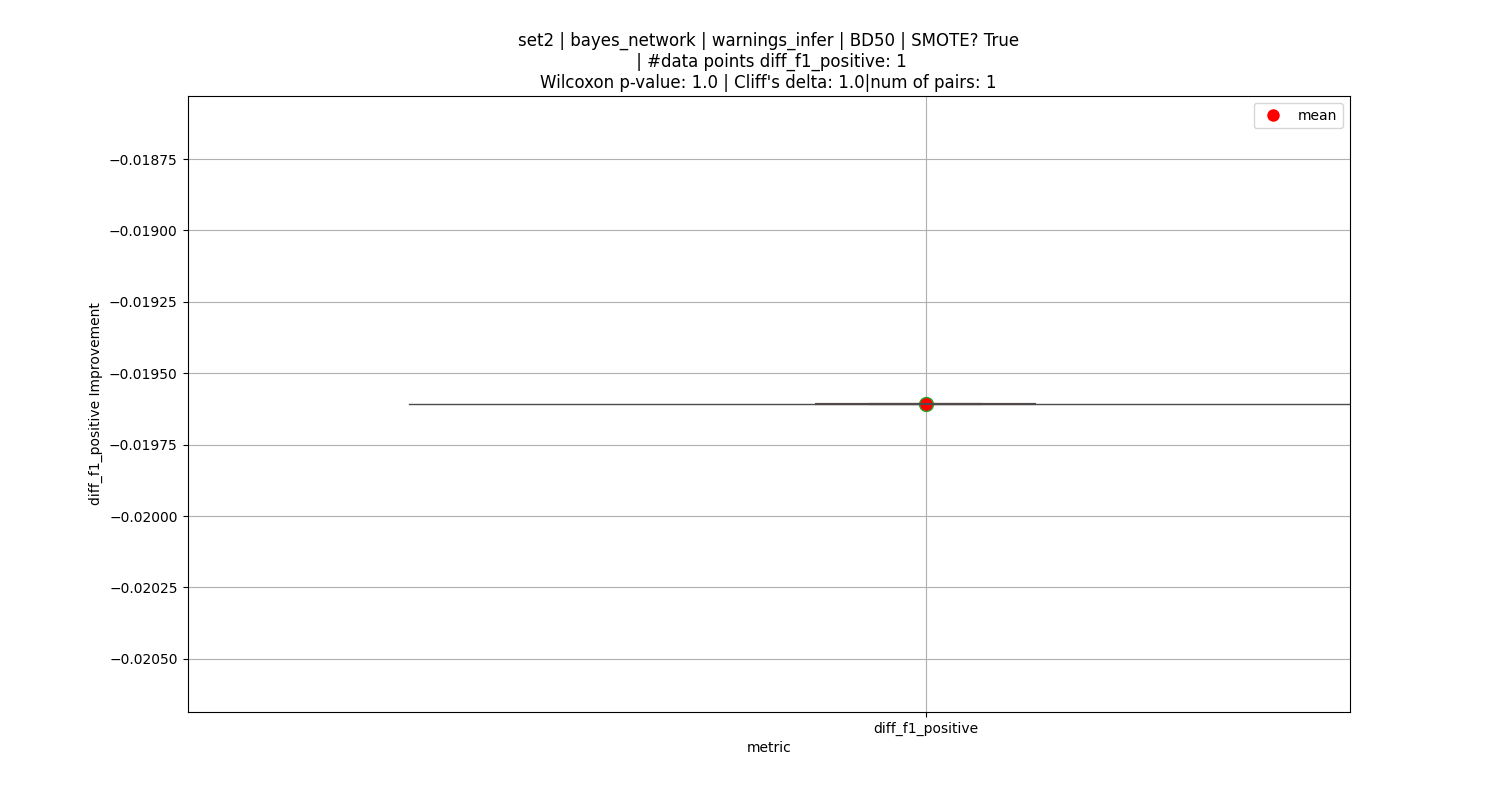 set2 | bayes_network | warnings_infer | BD50 | SMOTE? True
| #data points diff_f1_positive: 1
Wilcoxon p-value: 1.0 | Cliff's delta: 1.0|num of pairs: 1
mean
−0.01875
−0.01900
−0.01925
−0.01950
−0.01975
−0.02000
−0.02025
−0.02050
diff_f1_positive Improvement
diff_f1_positive
metric